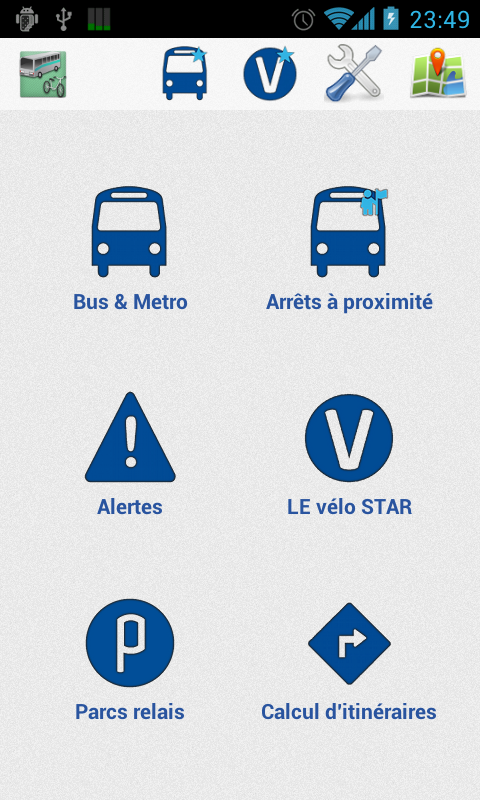 23:49
Bus & Metro
Arrêts à proximité
Alertes
LE vélo STAR
Parcs relais
Calcul d'itinéraires